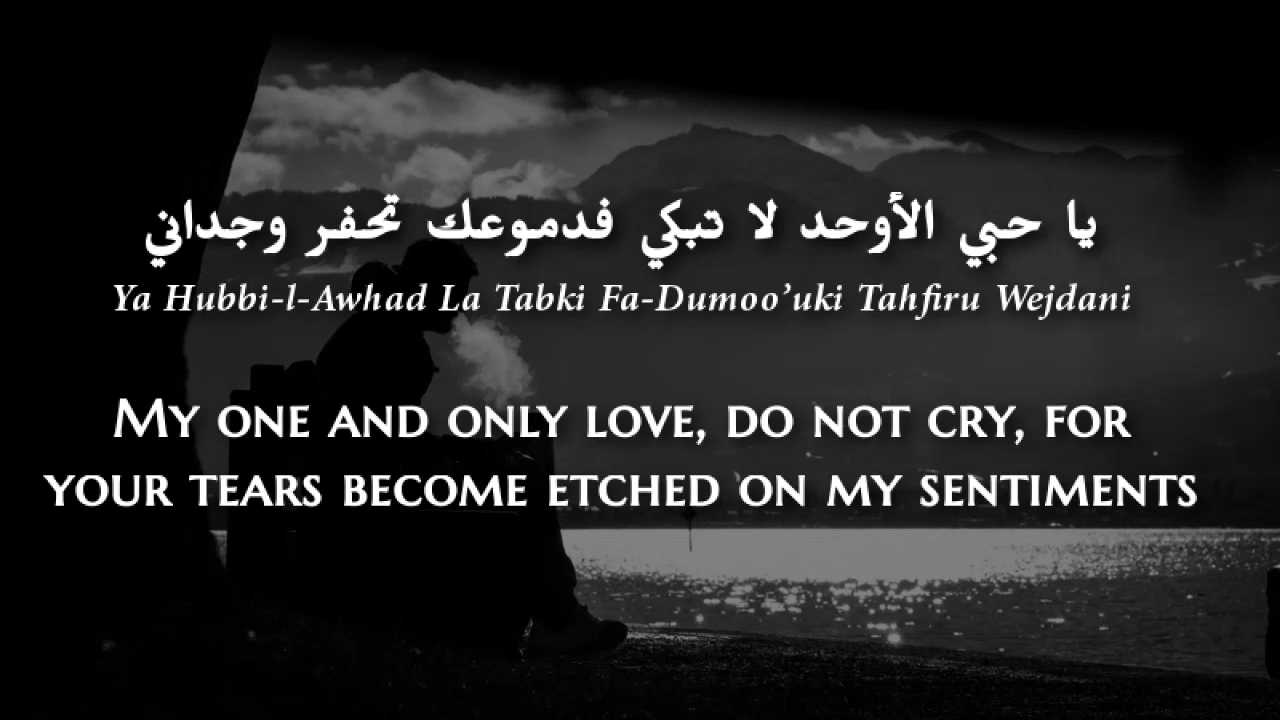 يا حبي الأوحد لا تبكي فدموعك تحفر وجداني
Ya Hubbi-l-Awhad La Tabki Fa-Dumoo’uki Tahfiru Wejdani
My one and only love, do not cry, for
your tears become etched on my sentiments